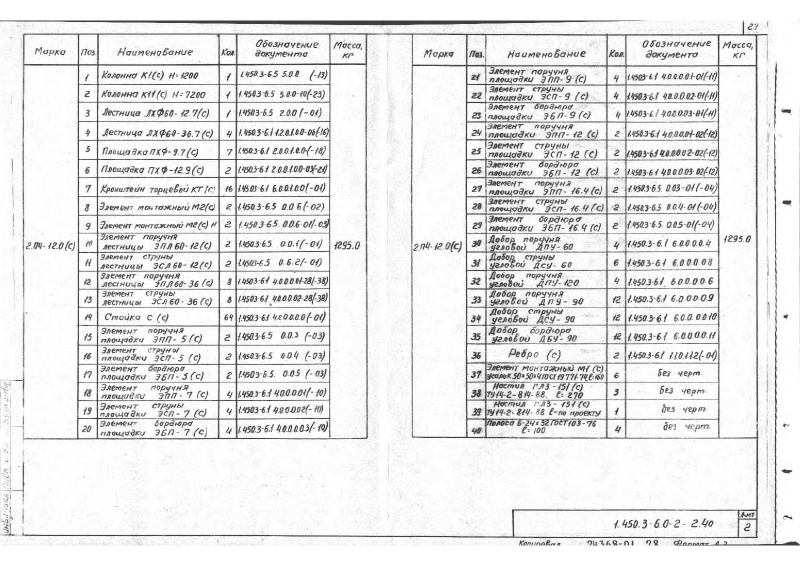 27
Марка Поз. Наименование Кол. Обозначение документа Масса, кг
2.ПЧ-12.0(с) 1295.0
1 Колонна К1(с) Н=1200 1 1.450.3-6.5 5.0.0 (-13)
2 Колонна К11(с) Н=7200 2 1.450.3-6.5 5.0.0-10(-23)
3 Лестница ЛХФ60-12.7(с) 1 1.450.3-6.5 2.0.0 (-01)
4 Лестница ЛХФ60-36.7(с) 4 1.450.3-6.1 1.2.0.1.0.0-06(-16)
5 Площадка ПХФ-9.7(с) 7 1.450.3-6.1 2.0.0.1.0.0(-18)
6 Площадка ПХФ-12.9(с) 2 1.450.3-6.1 2.0.0.1.0.0-03(-21)
7 Кронштейн торцевой КТ(с) 16 1.450.3-6.1 6.0.0.1.0.0 (-01)
8 Элемент монтажный М2(с) 2 1.450.3-6.5 0.0.6 (-02)
9 Элемент монтажный М2(с) Н 2 1.450.3-6.5 0.0.6-01(-03)
10 Элемент поручня лестницы ЭПЛ60-12(с) 2 1.450.3-6.5 0.0.1(-01)
11 Элемент струны лестницы ЭСЛ60-12(с) 2 1.450.3-6.5 0.0.2(-01)
12 Элемент поручня лестницы ЭПЛ60-36(с) 8 1.450.3-6.1 4.0.0.0.01-28(-38)
13 Элемент струны лестницы ЭСЛ60-36(с) 8 1.450.3-6.1 4.0.0.0.02-28(-38)
14 Стойка С (с) 64 1.450.3-6.1 4.0.0.0.0 (-01)
15 Элемент поручня площадки ЭПП-5(с) 2 1.450.3-6.5 0.0.3 (-03)
16 Элемент струны площадки ЭСП-5(с) 2 1.450.3-6.5 0.0.4 (-03)
17 Элемент бордюра площадки ЭБП-5(с) 2 1.450.3-6.5. 0.0.5 (-03)
18 Элемент поручня площадки ЭПП-7(с) 4 1.450.3-6.1 4.0.0.0.01(-10)
19 Элемент струны площадки ЭСП-7(с) 4 1.450.3-6.1 4.0.0.0.02(-10)
20 Элемент бордюра площадки ЭБП-7(с) 4 1.450.3-6.1 4.0.0.0.03(-10)
Марка Поз. Наименование Кол. Обозначение документа Масса, кг
2.ПЧ-12.0(с) 1295.0
21 Элемент поручня площадки ЭПП-9(с) 4 1.450.3-6.1 4.0.0.0.01-01(-11)
22 Элемент струны площадки ЭСП-9(с) 4 1.450.3-6.1 4.0.0.0.02-01(-11)
23 Элемент бордюра площадки ЭБП-9(с) 4 1.450.3-6.1 4.0.0.0.03-01(-11)
24 Элемент поручня площадки ЭПП-12(с) 2 1.450.3-6.1 4.0.0.0.01-02(-12)
25 Элемент струны площадки ЭСП-12(с) 2 1.450.3-6.1 4.0.0.0.02-02(-12)
26 Элемент бордюра площадки ЭБП-12(с) 2 1.450.3-6.1 4.0.0.0.03-02(-12)
27 Элемент поручня площадки ЭПП-16.4(с) 2 1.450.3-6.5 0.0.3-01(-04)
28 Элемент струны площадки ЭСП-16.4(с) 2 1.450.3-6.5 0.0.4-01(-04)
29 Элемент бордюра площадки ЭБП-16.4(с) 2 1.450.3-6.5 0.0.5-01(-04)
30 Добор поручня угловой ДПУ-60 4 1.450.3-6.1 6.0.0.0.0.4
31 Добор струны угловой ДСУ-60 6 1.450.3-6.1 6.0.0.0.0.8
32 Добор поручня угловой ДПУ-120 4 1.450.3-6.1 6.0.0.0.0.6
33 Добор поручня угловой ДПУ-90 12 1.450.3-6.1 6.0.0.0.0.9
34 Добор струны угловой ДСУ-90 12 1.450.3-6.1 6.0.0.0.0.10
35 Добор бордюра угловой ДБУ-90 12 1.450.3-6.1 6.0.0.0.0.11
36 Ребро (с) 2 1.450.3-6.1 1.1.0.1.1.2(-01)
37 Элемент монтажный М1(с) Уголок 50×50×4 ГОСТ 19771-74 ℓ=160 6 без черт.
38 Настил ГЛЗ-151(с) ТУ14-2-814-88. ℓ=270 3 без черт.
39 Настил ГЛЗ-151(с) ТУ14-2-814-88 ℓ-по проекту 1 без черт.
40 Полоса Б-24×32 ГОСТ 103-76 ℓ=100 4 без черт.
1.450.3-6.0-2-2.40
Лист
2
Копировал 24368-01 28 Формат А3